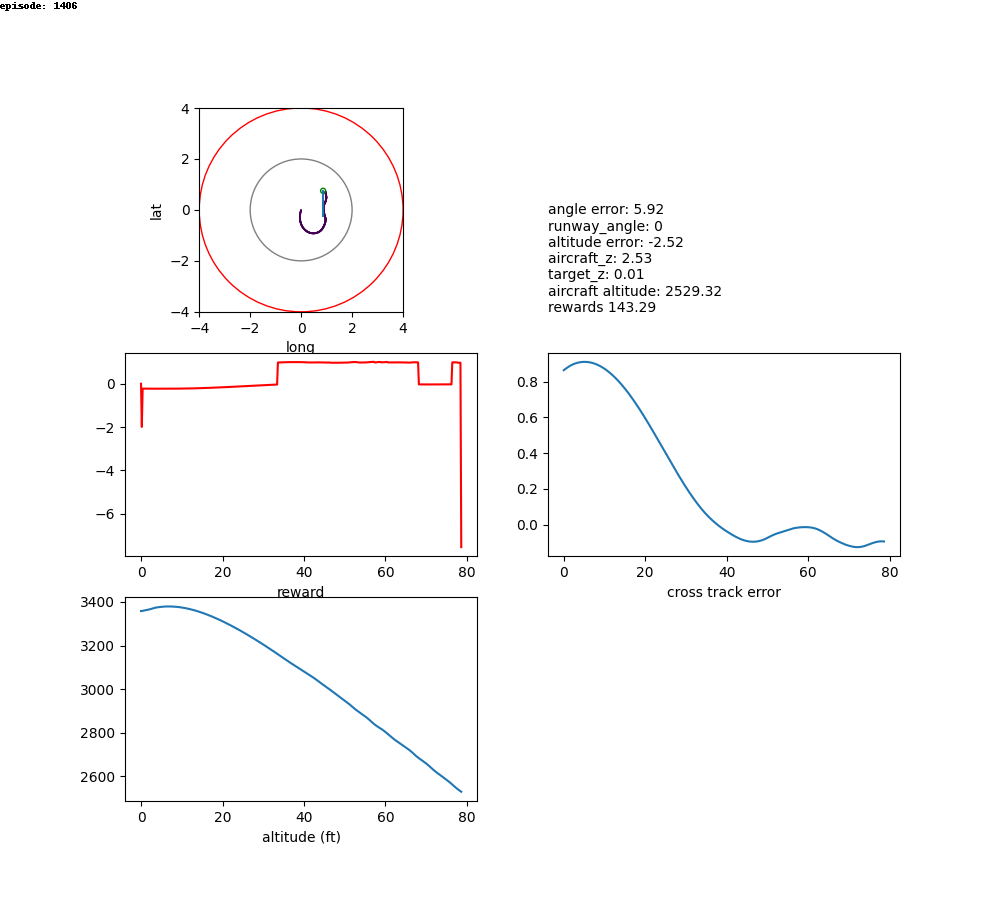 episode: 1406
4
2
0
−2
−4
lat
−4 −2 0 2 4
long
angle error: 5.92
runway_angle: 0
altitude error: -2.52
aircraft_z: 2.53
target_z: 0.01
aircraft altitude: 2529.32
rewards 143.29
0
−2
−4
−6
0 20 40 60 80
reward
0.8
0.6
0.4
0.2
0.0
0 20 40 60 80
cross track error
3400
3200
3000
2800
2600
0 20 40 60 80
altitude (ft)